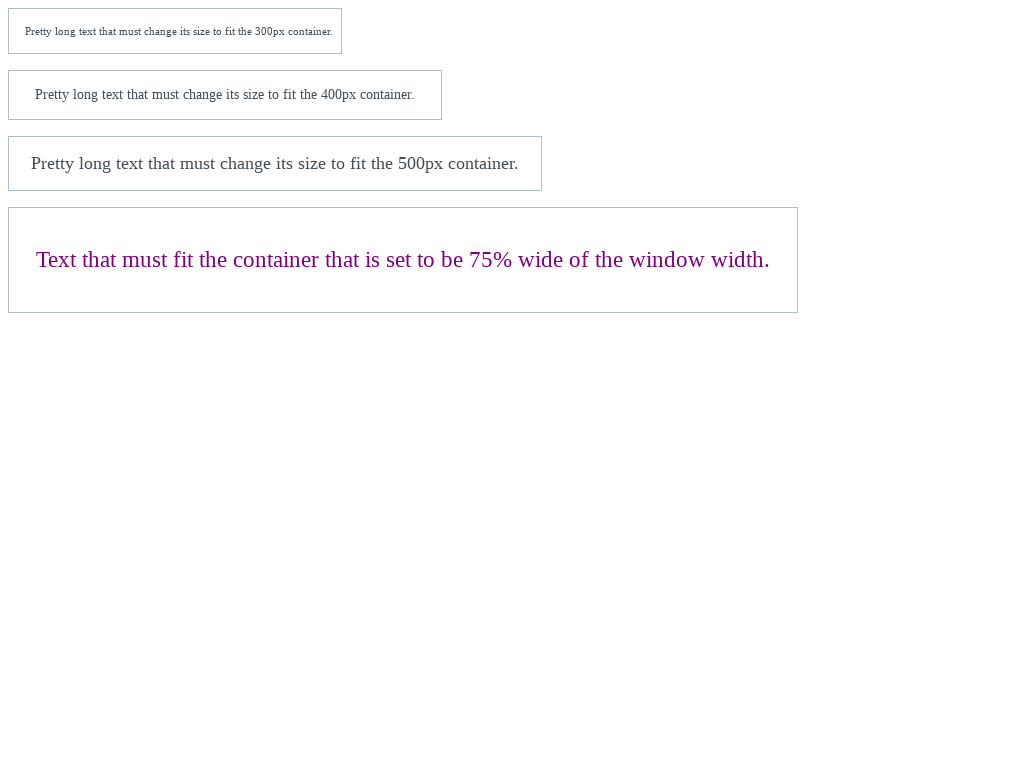 Pretty long text that must change its size to fit the 300px container.
Pretty long text that must change its size to fit the 400px container.
Pretty long text that must change its size to fit the 500px container.
Text that must fit the container that is set to be 75% wide of the window width.